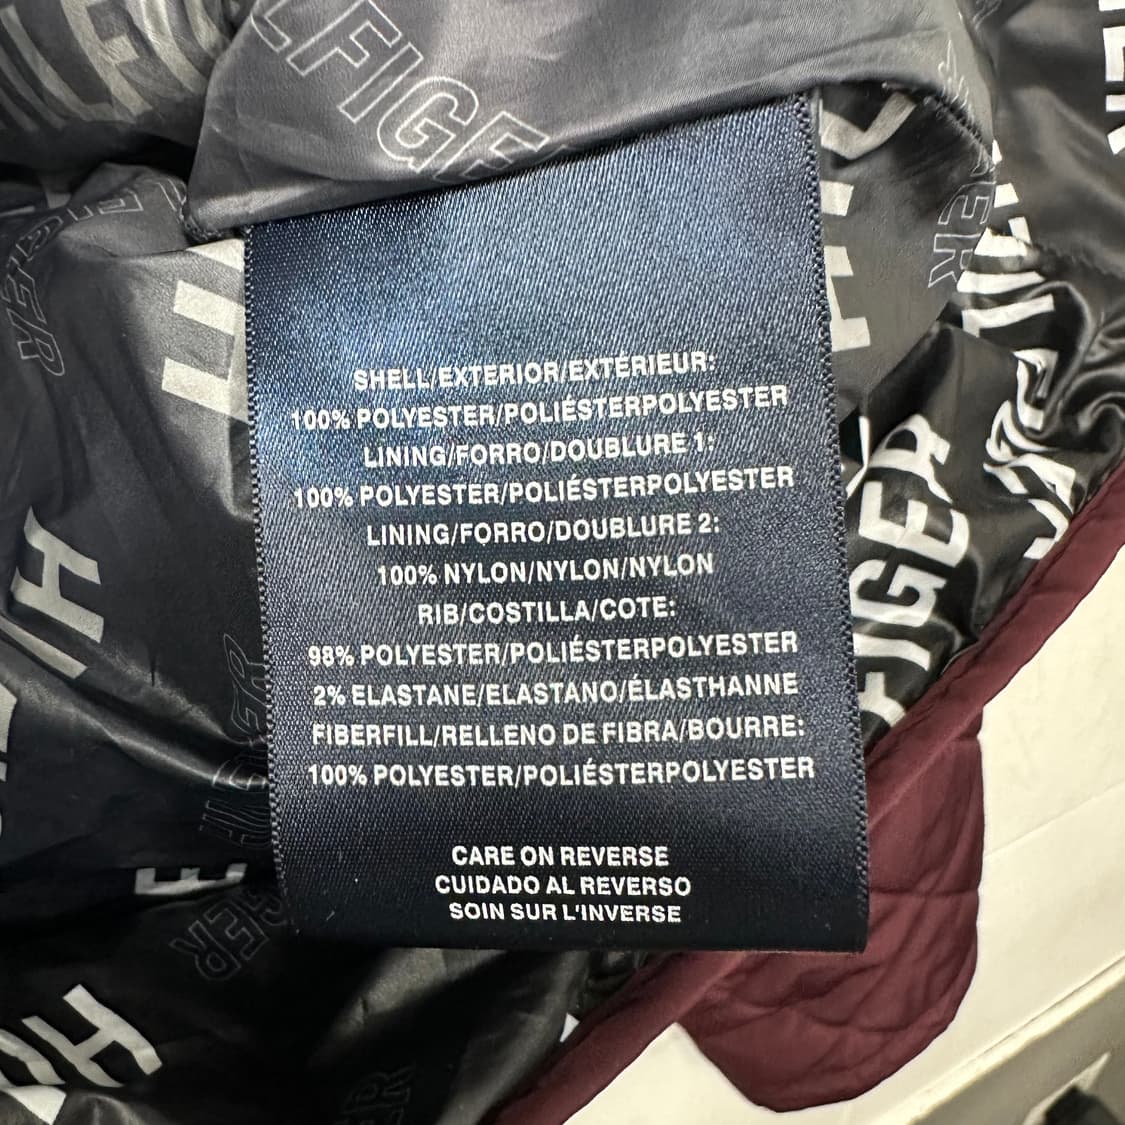 LFIGE
FIGER
SHELL/EXTERIOR/EXTÉRIEUR:
100% POLYESTER/POLIÉSTERPOLYESTER
LINING/FORRO/DOUBLURE 1:
100% POLYESTER/POLIÉSTERPOLYESTER
LINING/FORRO/DOUBLURE 2:
100% NYLON/NYLON/NYLON
RIB/COSTILLA/COTE:
98% POLYESTER/POLIÉSTERPOLYESTER
2% ELASTANE/ELASTANO/ÉLASTHANNE
FIBERFILL/RELLENO DE FIBRA/BOURRE:
100% POLYESTER/POLIÉSTERPOLYESTER
CARE ON REVERSE
CUIDADO AL REVERSO
SOIN SUR L'INVERSE